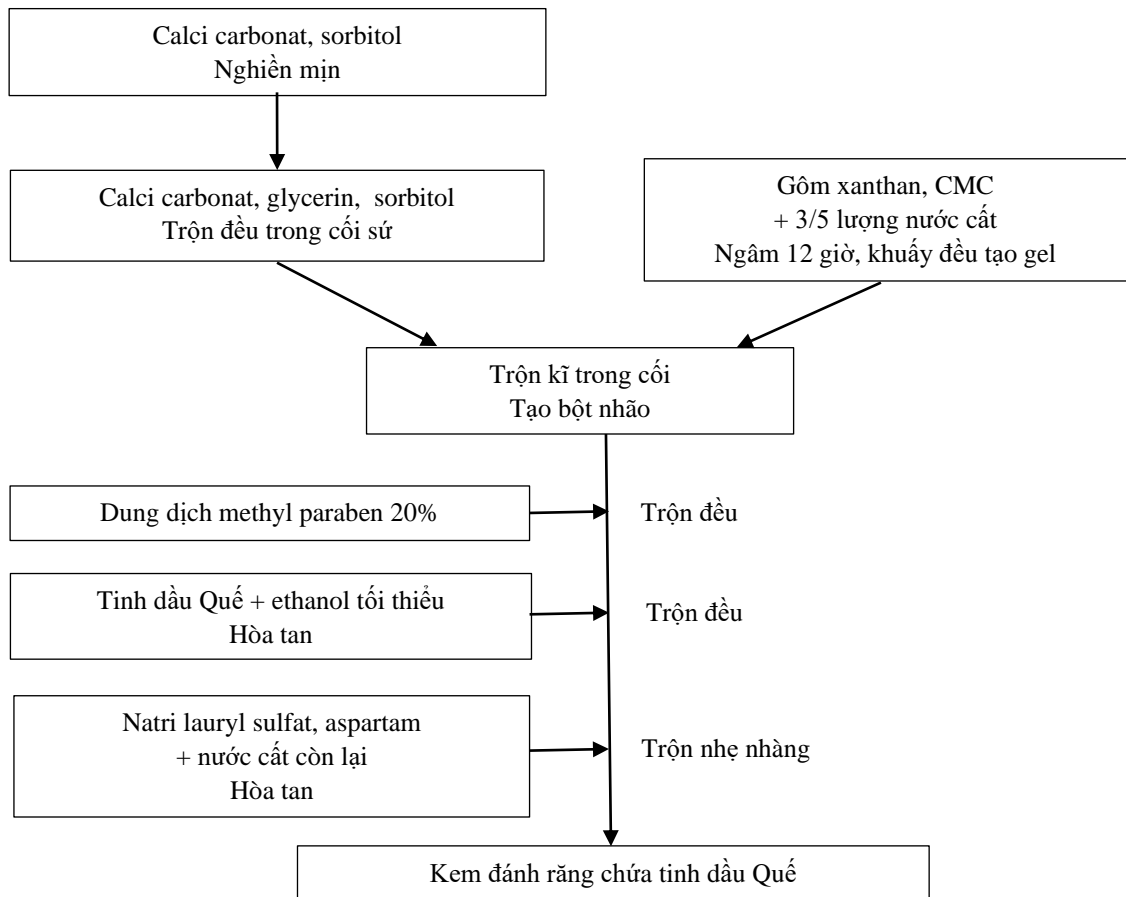 Calci carbonat, sorbitol
Nghiền mịn
Calci carbonat, glycerin, sorbitol
Trộn đều trong cối sứ
Gôm xanthan, CMC
+ 3/5 lượng nước cất
Ngâm 12 giờ, khuấy đều tạo gel
Trộn kĩ trong cối
Tạo bột nhão
Dung dịch methyl paraben 20%
Trộn đều
Tinh dầu Quế + ethanol tối thiểu
Hòa tan
Trộn đều
Natri lauryl sulfat, aspartam
+ nước cất còn lại
Hòa tan
Trộn nhẹ nhàng
Kem đánh răng chứa tinh dầu Quế